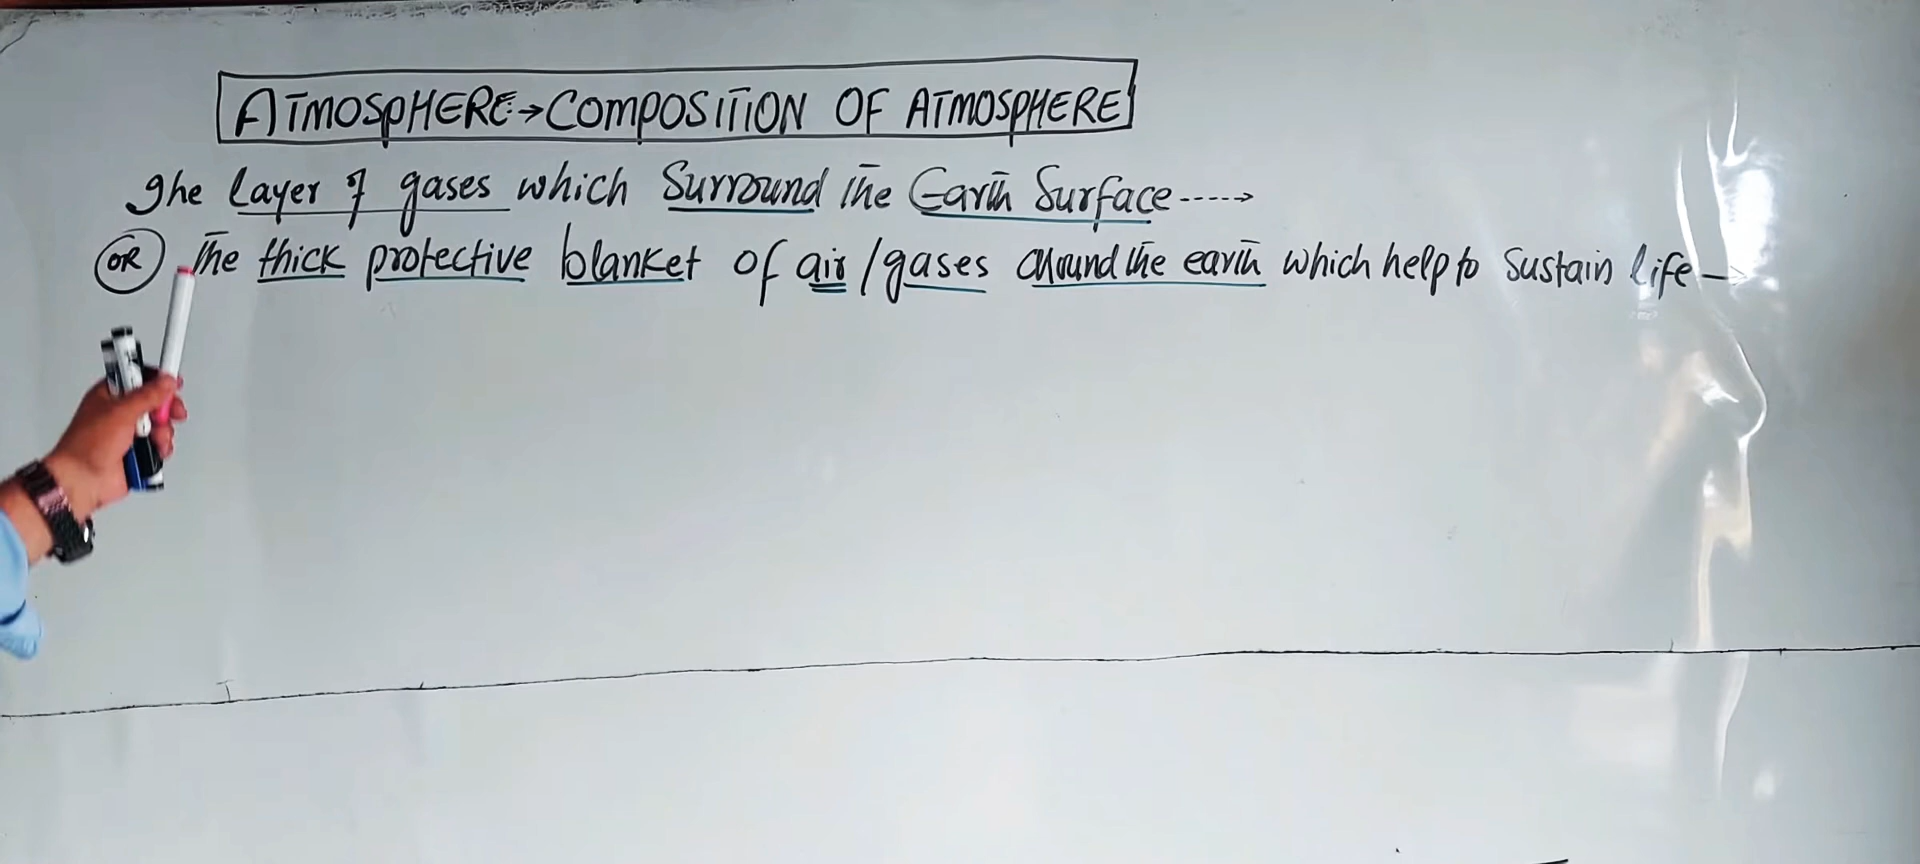 ATMOSPHERE:→COMPOSITION OF ATMOSPHERE
The layer of gases which surround the Earth Surface-----→
OR The thick protective blanket of air/gases around the earth which help to sustain life→